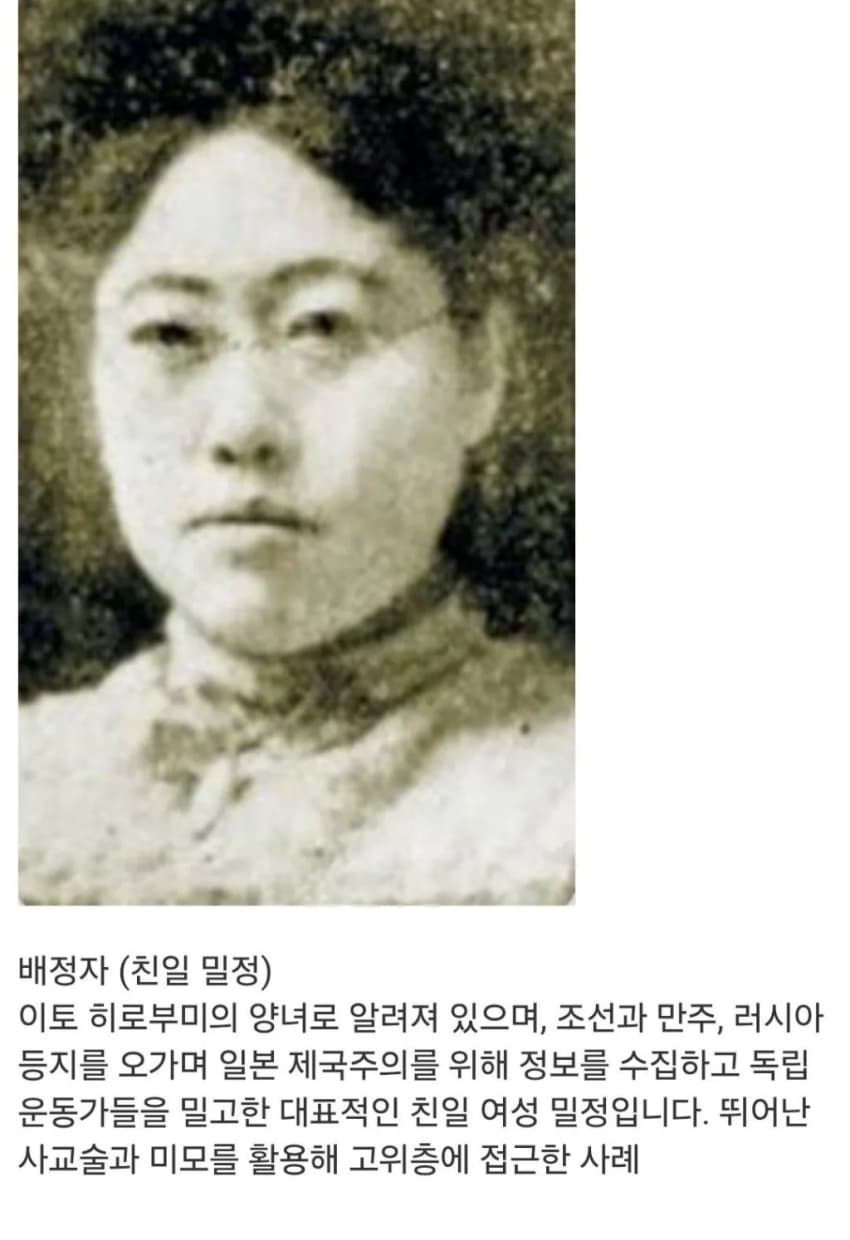 배정자 (친일 밀정)
이토 히로부미의 양녀로 알려져 있으며, 조선과 만주, 러시아
등지를 오가며 일본 제국주의를 위해 정보를 수집하고 독립
운동가들을 밀고한 대표적인 친일 여성 밀정입니다. 뛰어난
사교술과 미모를 활용해 고위층에 접근한 사례